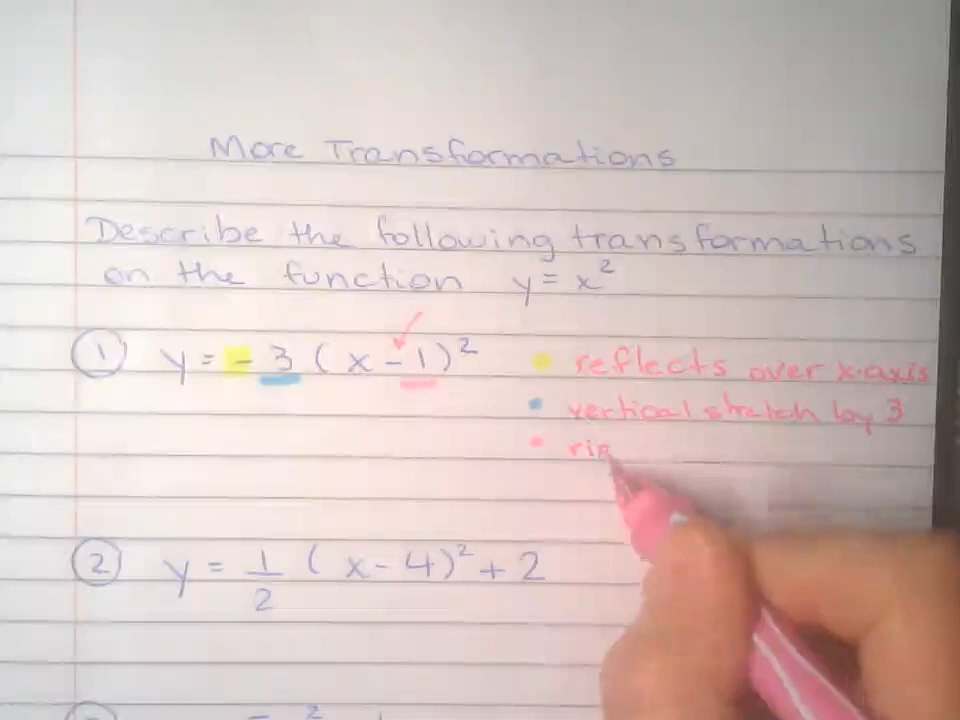 More Transformations
Describe the following transformations
on the function y = x²
① y = - 3 (x - 1)² • reflects over x-axis
• vertical stretch by 3
• rig
② y = 1/2 (x - 4)² + 2